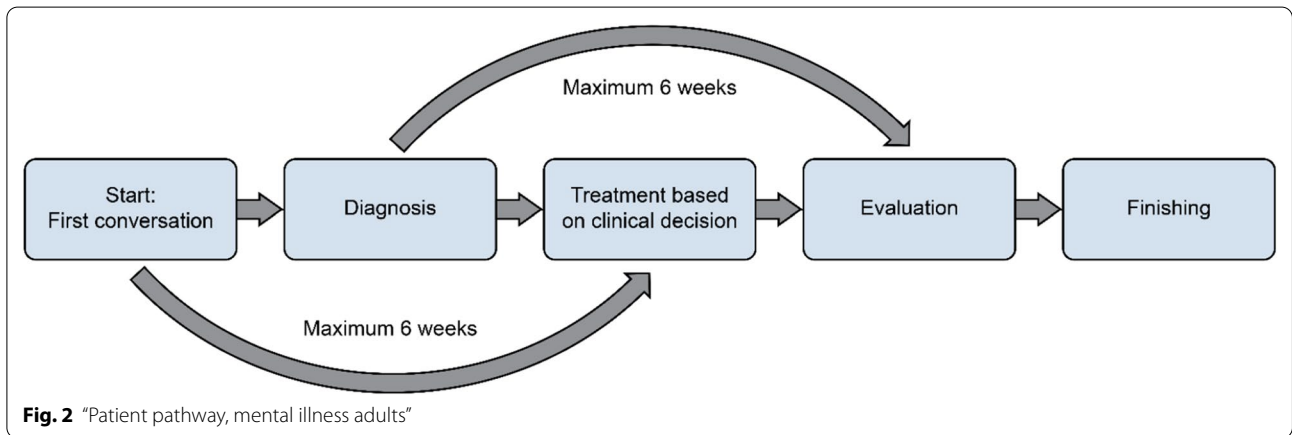 Maximum 6 weeks
Start:
First conversation
Diagnosis
Treatment based
on clinical decision
Evaluation
Finishing
Maximum 6 weeks
Fig. 2 “Patient pathway, mental illness adults”